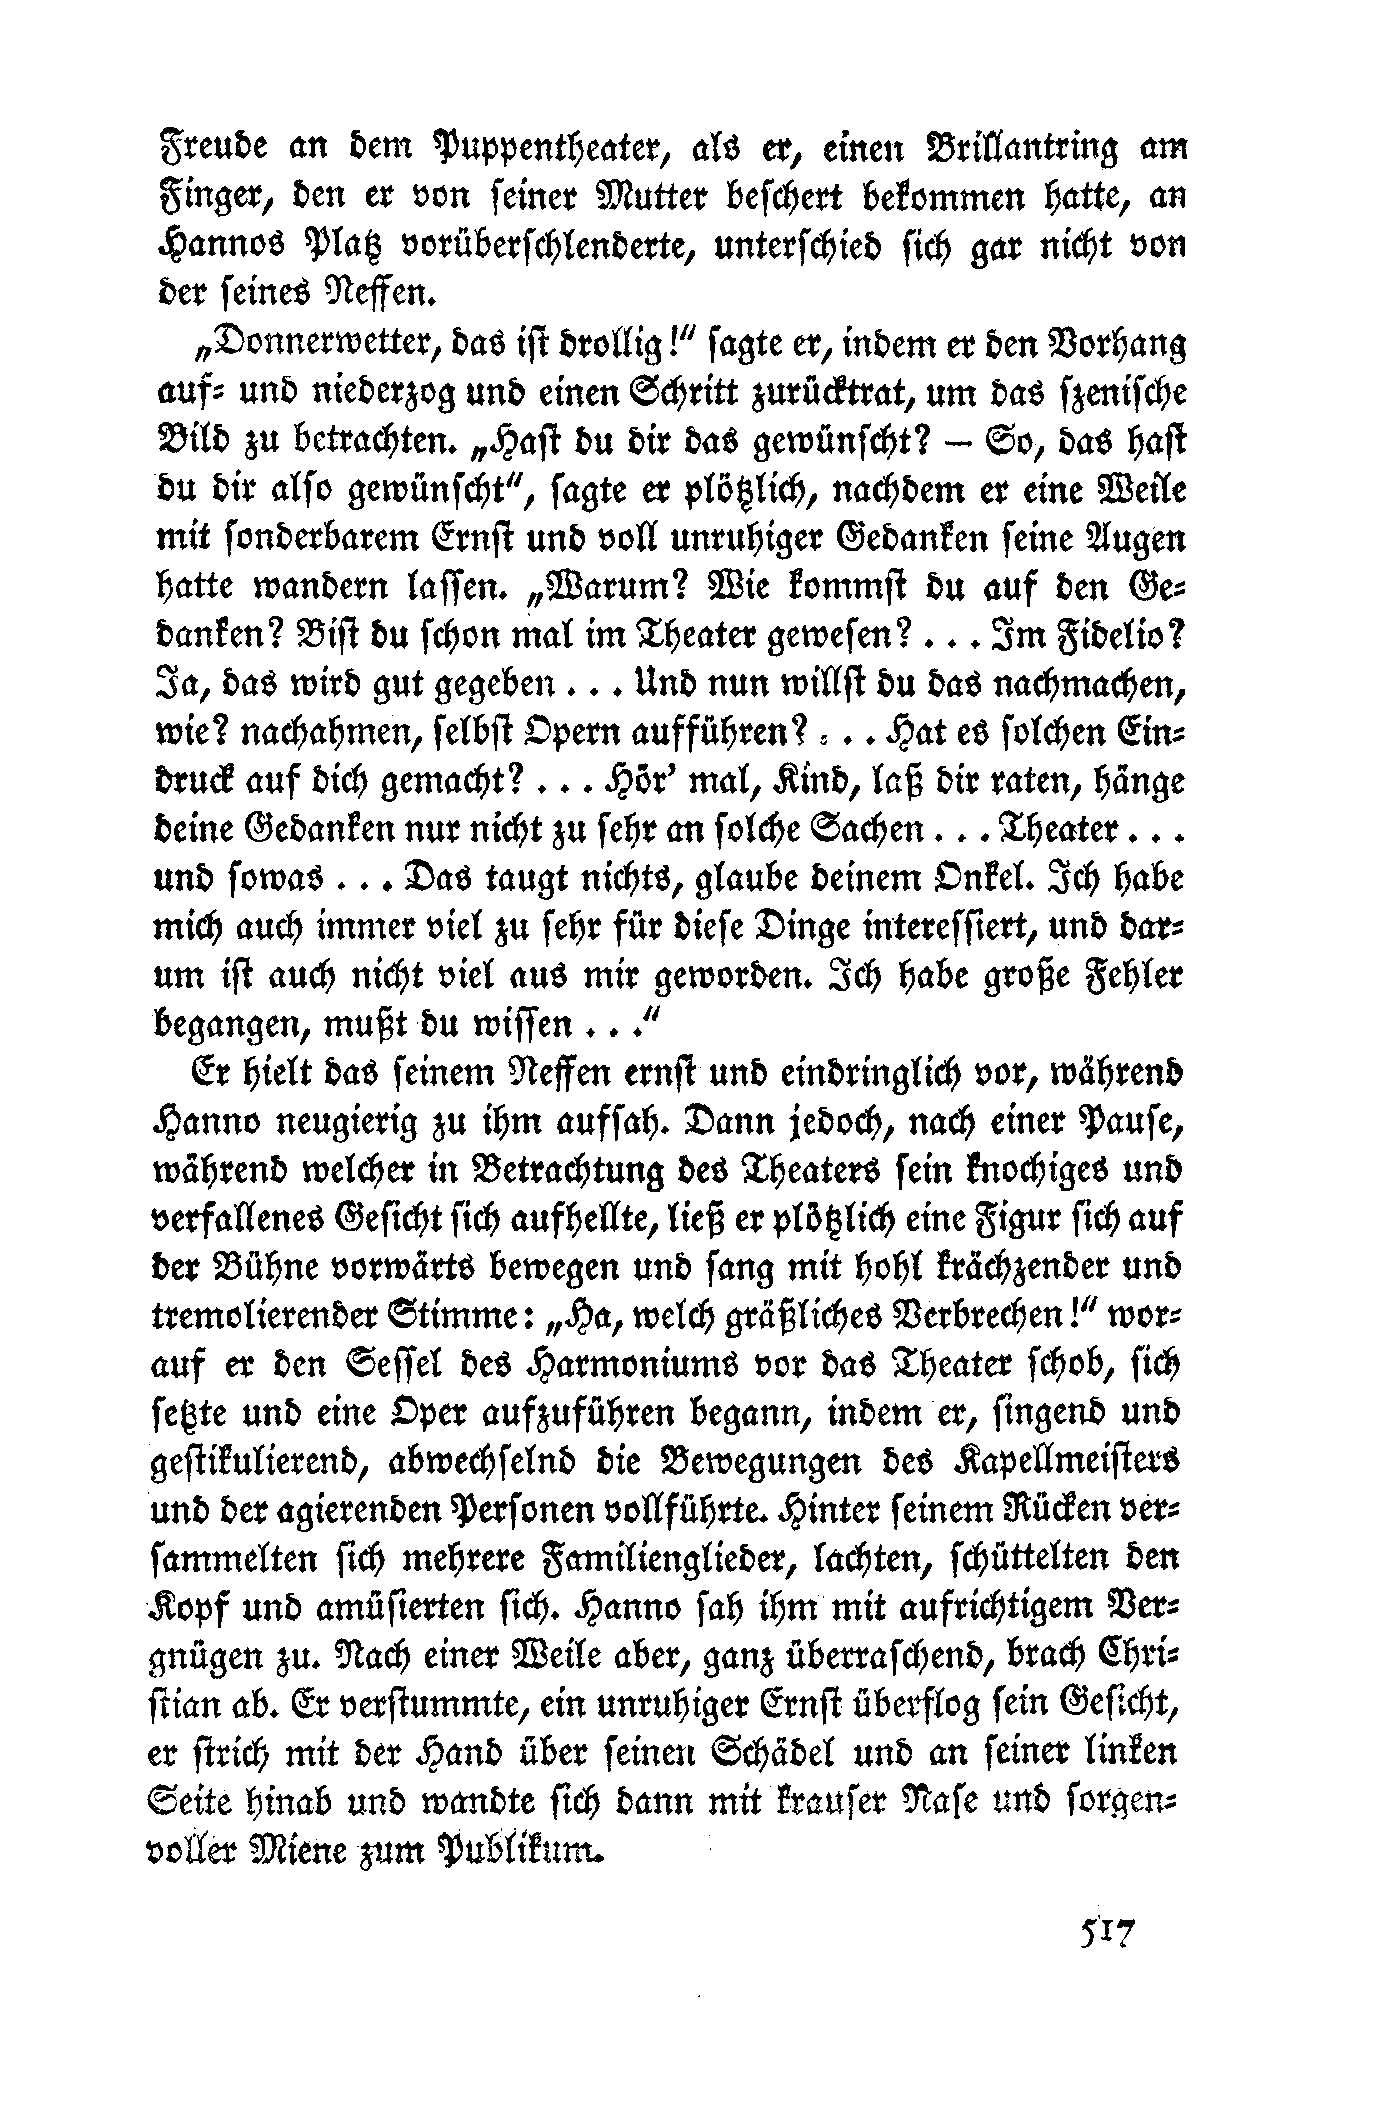 Freude an dem Puppentheater, als er, einen Brillantring am
Finger, den er von seiner Mutter beschert bekommen hatte, an
Hannos Platz vorüberschlenderte, unterschied sich gar nicht von
der seines Neffen.
„Donnerwetter, das ist drollig!“ sagte er, indem er den Vorhang
auf- und niederzog und einen Schritt zurücktrat, um das szenische
Bild zu betrachten. „Hast du dir das gewünscht? — So, das hast
du dir also gewünscht“, sagte er plötzlich, nachdem er eine Weile
mit sonderbarem Ernst und voll unruhiger Gedanken seine Augen
hatte wandern lassen. „Warum? Wie kommst du auf den Ge-
danken? Bist du schon mal im Theater gewesen? . . . Im Fidelio?
Ja, das wird gut gegeben . . . Und nun willst du das nachmachen,
wie? nachahmen, selbst Opern aufführen? . . . Hat es solchen Ein-
druck auf dich gemacht? . . . Hör’ mal, Kind, laß dir raten, hänge
deine Gedanken nur nicht zu sehr an solche Sachen . . . Theater . . .
und sowas . . . Das taugt nichts, glaube deinem Onkel. Ich habe
mich auch immer viel zu sehr für diese Dinge interessiert, und dar-
um ist auch nicht viel aus mir geworden. Ich habe große Fehler
begangen, mußt du wissen . . .“
Er hielt das seinem Neffen ernst und eindringlich vor, während
Hanno neugierig zu ihm aufsah. Dann jedoch, nach einer Pause,
während welcher in Betrachtung des Theaters sein knochiges und
verfallenes Gesicht sich aufhellte, ließ er plötzlich eine Figur sich auf
der Bühne vorwärts bewegen und sang mit hohl krächzender und
tremolierender Stimme: „Ha, welch gräßliches Verbrechen!“ wor-
auf er den Sessel des Harmoniums vor das Theater schob, sich
setzte und eine Oper aufzuführen begann, indem er, singend und
gestikulierend, abwechselnd die Bewegungen des Kapellmeisters
und der agierenden Personen vollführte. Hinter seinem Rücken ver-
sammelten sich mehrere Familienglieder, lachten, schüttelten den
Kopf und amüsierten sich. Hanno sah ihm mit aufrichtigem Ver-
gnügen zu. Nach einer Weile aber, ganz überraschend, brach Chri-
stian ab. Er verstummte, ein unruhiger Ernst überflog sein Gesicht,
er strich mit der Hand über seinen Schädel und an seiner linken
Seite hinab und wandte sich dann mit krauser Nase und sorgen-
voller Miene zum Publikum.
517